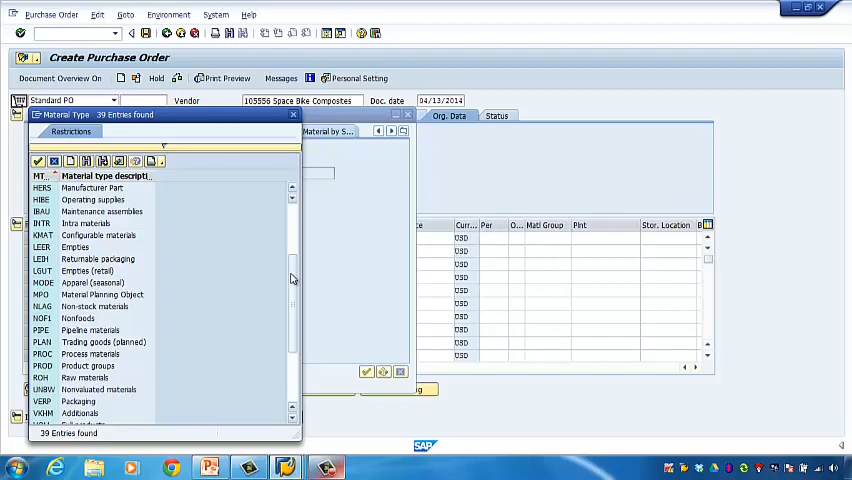 Purchase Order Edit Goto Environment System Help
Create Purchase Order
Document Overview On Hold Print Preview Messages Personal Setting
Standard PO Vendor 105556 Space Bike Composites Doc. date 04/13/2014
Material Type 39 Entries found
Org. Data Status
Restrictions
Material by S...
MT... Material type descripti..
HERS Manufacturer Part
HIBE Operating supplies
IBAU Maintenance assemblies
INTR Intra materials
KMAT Configurable materials
LEER Empties
LEIH Returnable packaging
LGUT Empties (retail)
MODE Apparel (seasonal)
MPO Material Planning Object
NLAG Non-stock materials
NOF1 Nonfoods
PIPE Pipeline materials
PLAN Trading goods (planned)
PROC Process materials
PROD Product groups
ROH Raw materials
UNBW Nonvaluated materials
VERP Packaging
VKHM Additionals
39 Entries found
Curr... Per O... Matl Group Plnt Stor. Location
USD
USD
USD
USD
USD
USD
USD
USD
USD
USD
SAP